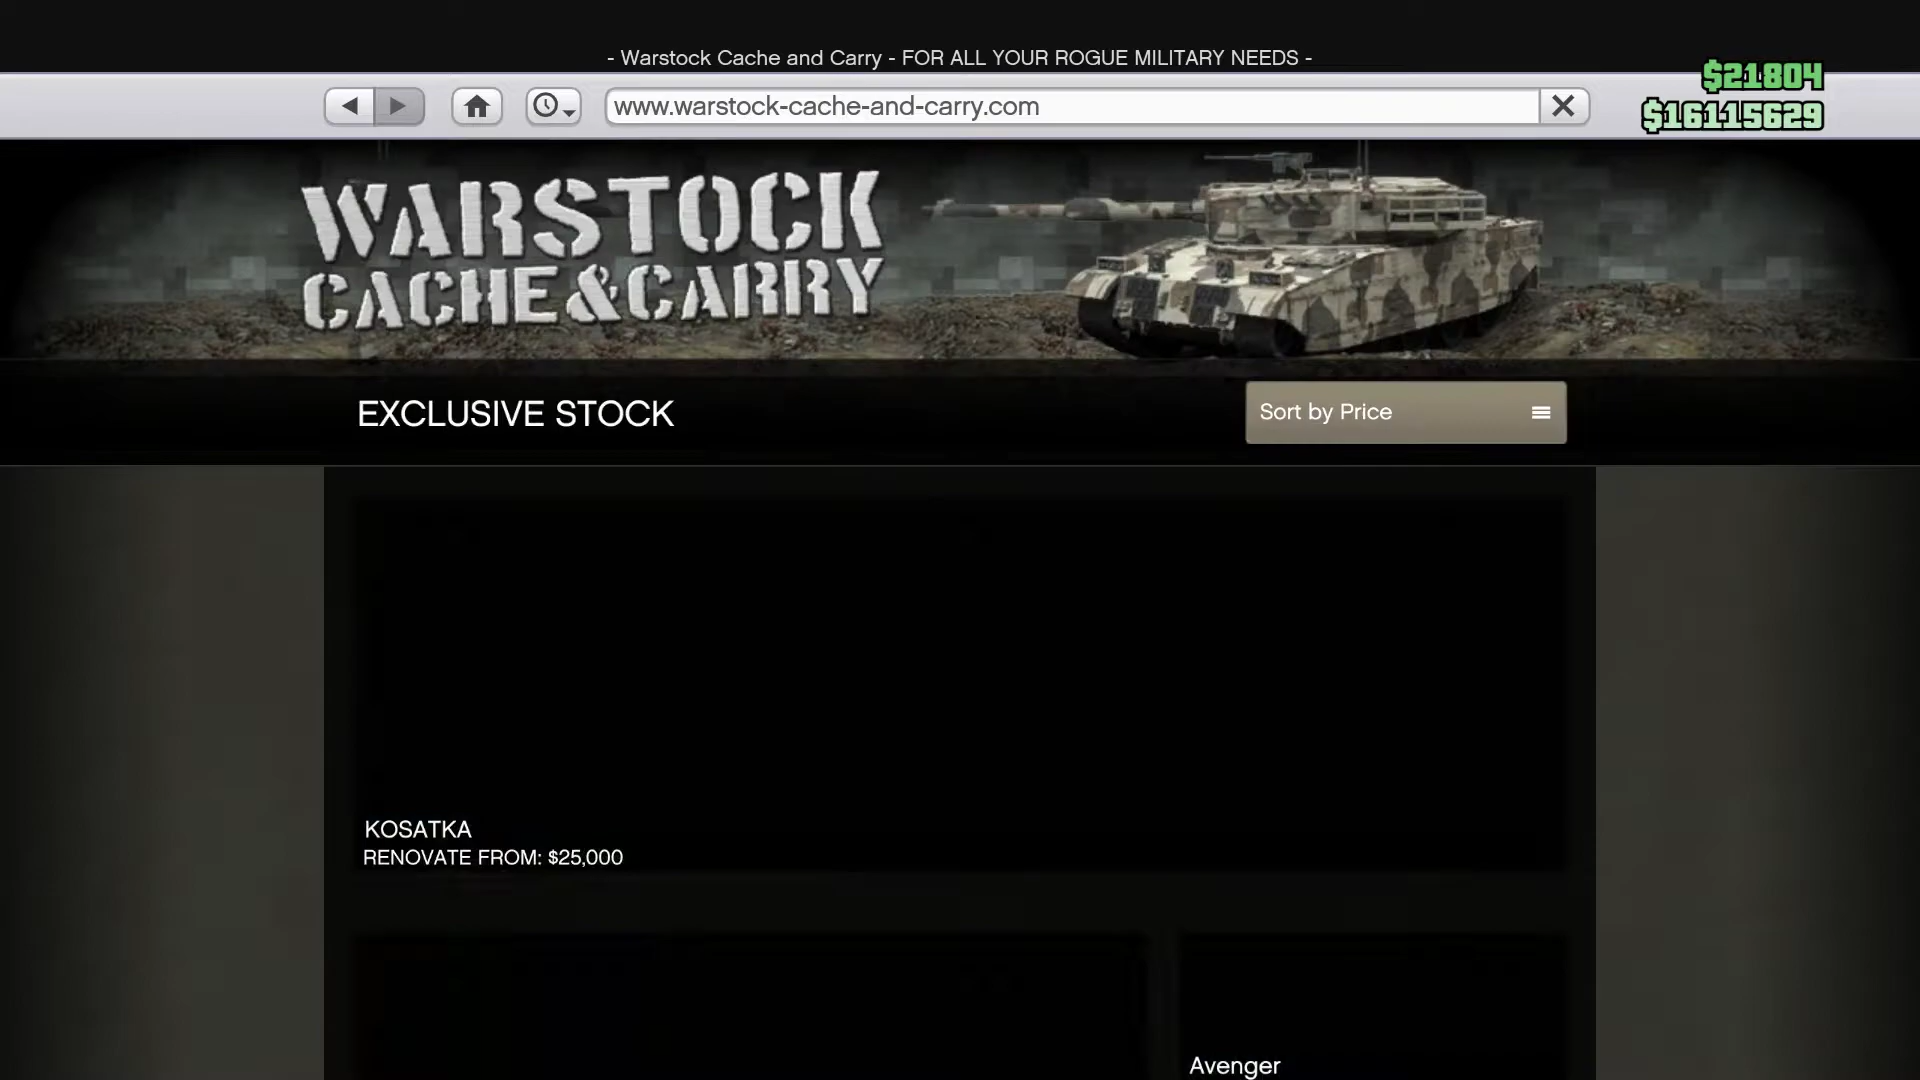 - Warstock Cache and Carry - FOR ALL YOUR ROGUE MILITARY NEEDS -
$21804
www.warstock-cache-and-carry.com
$16115629
WARSTOCK
CACHE & CARRY
EXCLUSIVE STOCK
Sort by Price
KOSATKA
RENOVATE FROM: $25,000
Avenger